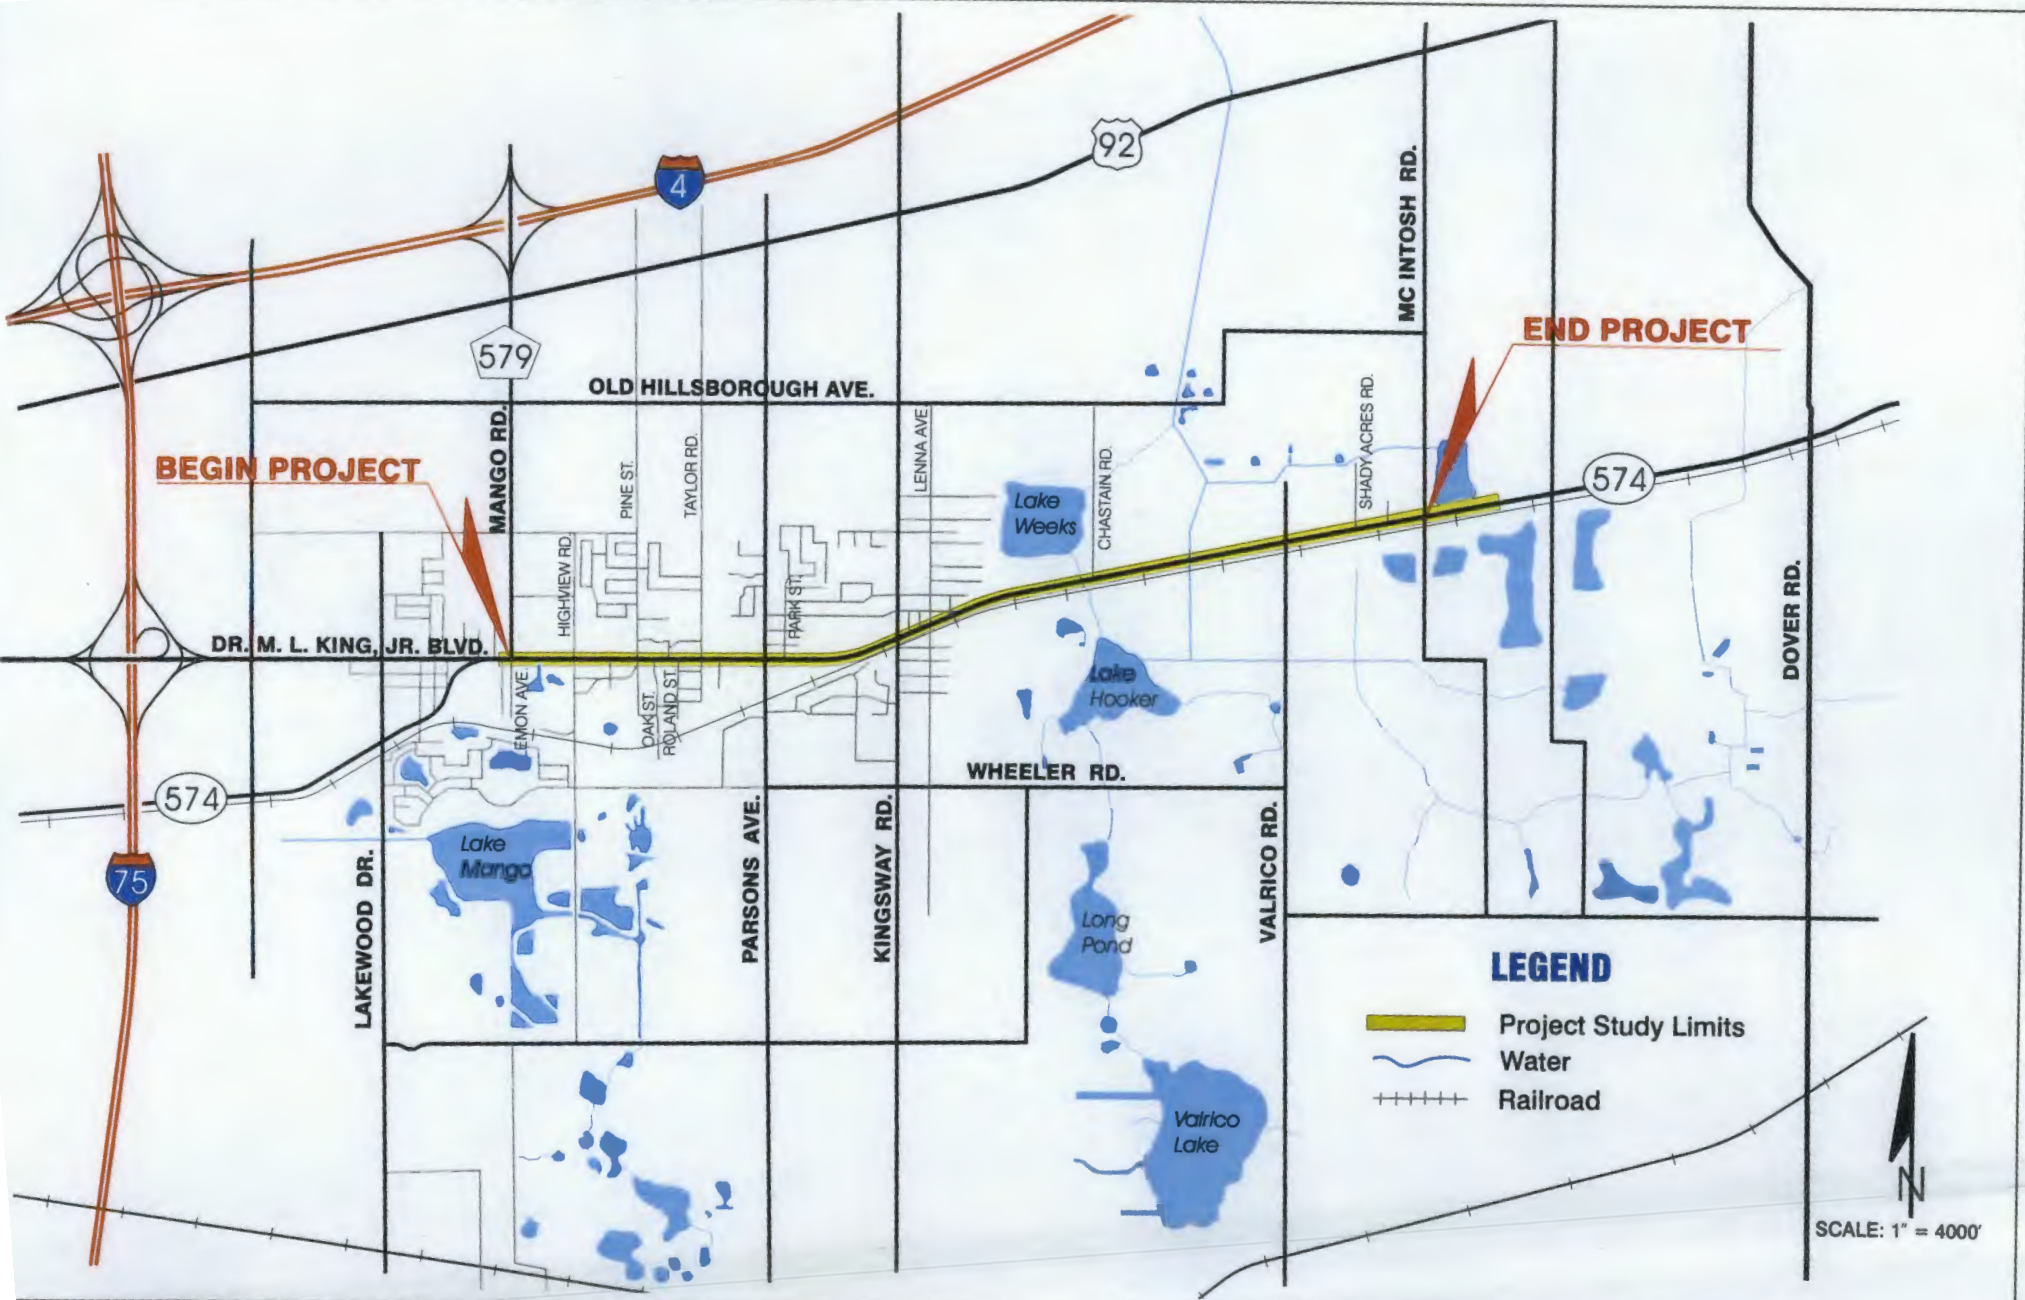 92
4
MC INTOSH RD.
END PROJECT
579
OLD HILLSBOROUGH AVE.
BEGIN PROJECT
MANGO RD.
PINE ST.
TAYLOR RD.
LENNA AVE.
Lake
Weeks
CHASTAIN RD.
SHADY ACRES RD.
574
HIGHVIEW RD.
PARK ST.
DR. M. L. KING, JR. BLVD.
LEMON AVE.
OAK ST.
ROLAND ST.
Lake
Hooker
DOVER RD.
WHEELER RD.
574
75
Lake
Mango
LAKEWOOD DR.
PARSONS AVE.
KINGSWAY RD.
Long
Pond
VALRICO RD.
LEGEND
Project Study Limits
Water
Railroad
Valrico
Lake
N
SCALE: 1" = 4000'